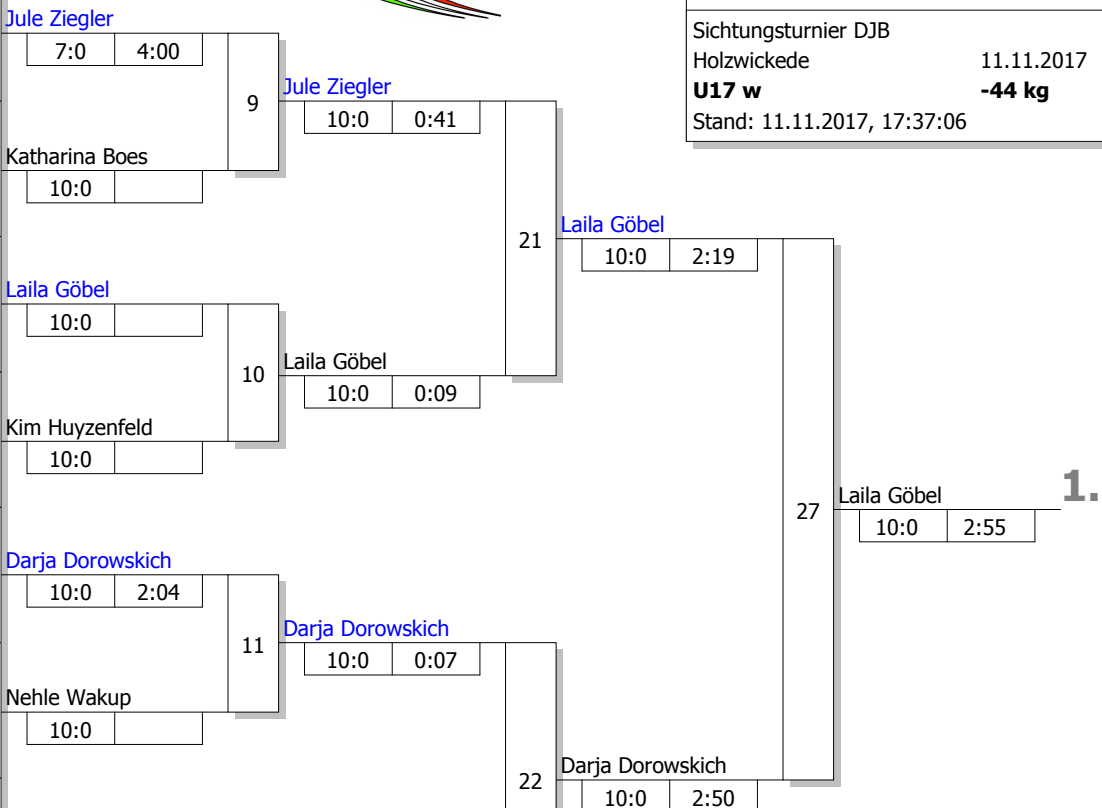 Jule Ziegler
7:0 4:00
Sichtungsturnier DJB
Holzwickede 11.11.2017
U17 w -44 kg
Stand: 11.11.2017, 17:37:06
9
Jule Ziegler
10:0 0:41
Katharina Boes
10:0
21
Laila Göbel
10:0 2:19
Laila Göbel
10:0
10
Laila Göbel
10:0 0:09
Kim Huyzenfeld
10:0
27
Laila Göbel
10:0 2:55
1.
Darja Dorowskich
10:0 2:04
11
Darja Dorowskich
10:0 0:07
Nehle Wakup
10:0
22
Darja Dorowskich
10:0 2:50